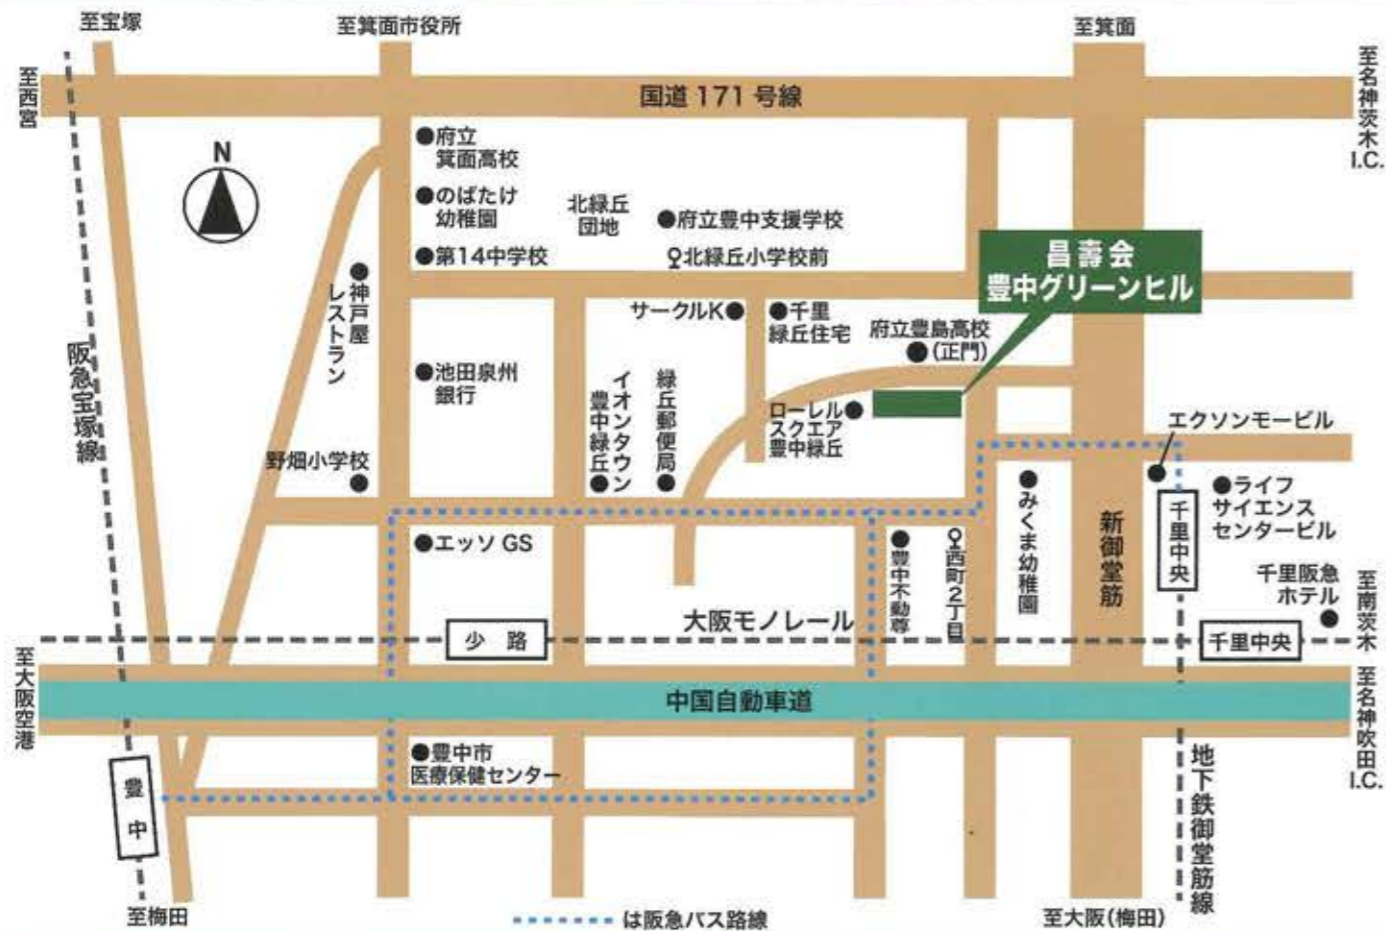 至宝塚
至箕面市役所
至箕面
至西宮
国道 171 号線
至名神茨木I.C.
N
●府立
箕面高校
●のばたけ
幼稚園
北緑丘
団地
●府立豊中支援学校
●第14中学校
北緑丘小学校前
昌壽会
豊中グリーンヒル
神戸屋
レストラン
サークルK●
●千里
緑丘住宅
府立豊島高校
●(正門)
阪急宝塚線
●池田泉州
銀行
イオンタウン
豊中緑丘●
緑丘郵便局●
ローレル●
スクエア
豊中緑丘
エクソンモービル
野畑小学校
●みくま幼稚園
新御堂筋
千里中央
●ライフ
サイエンス
センタービル
●エッソ GS
●豊中不動尊
西町2丁目
千里阪急
ホテル
至南茨木
大阪モノレール
少路
千里中央
至大阪空港
中国自動車道
至名神吹田I.C.
●豊中市
医療保健センター
豊中
地下鉄御堂筋線
至梅田
は阪急バス路線
至大阪(梅田)